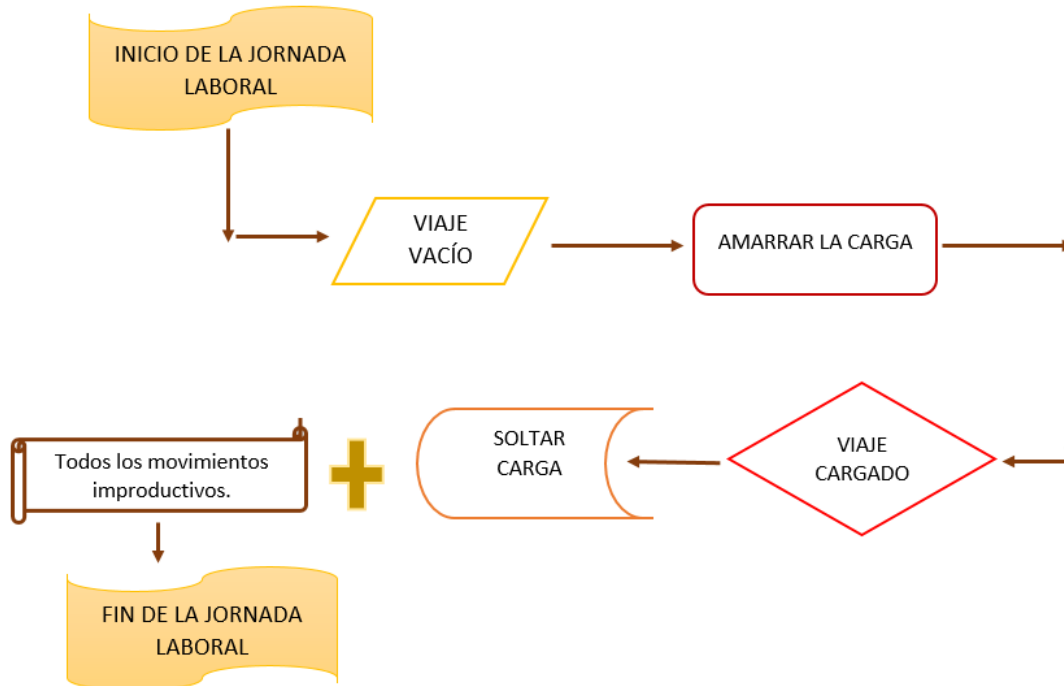 INICIO DE LA JORNADA
LABORAL
VIAJE
VACÍO
AMARRAR LA CARGA
VIAJE
CARGADO
SOLTAR
CARGA
Todos los movimientos
improductivos.
FIN DE LA JORNADA
LABORAL